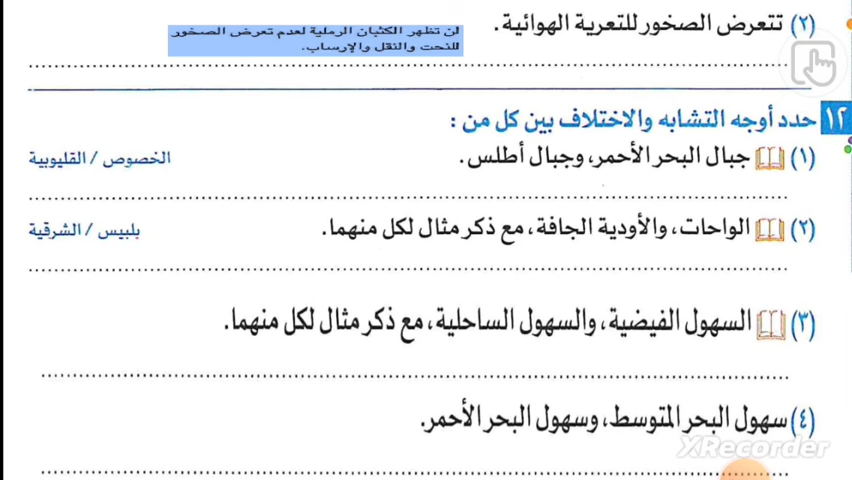 (٢) تتعرض الصخور للتعرية الهوائية.
لن تظهر الكثبان الرملية لعدم تعرض الصخور
للنحت والنقل والإرساب.
١٢ حدد أوجه التشابه والاختلاف بين كل من :
(١) جبال البحر الأحمر، وجبال أطلس. الخصوص / القليوبية
(٢) الواحات، والأودية الجافة، مع ذكر مثال لكل منهما. بلبيس / الشرقية
(٣) السهول الفيضية، والسهول الساحلية، مع ذكر مثال لكل منهما.
(٤) سهول البحر المتوسط، وسهول البحر الأحمر.
XRecorder